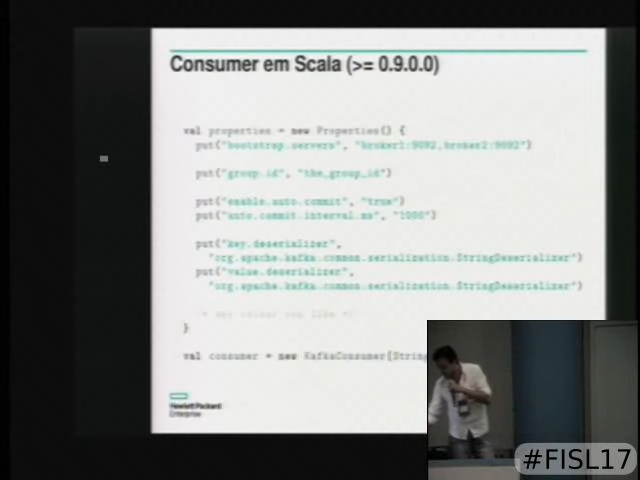 Consumer em Scala (>= 0.9.0.0)
val properties = new Properties() {
put("bootstrap.servers", "broker1:9092,broker2:9092")
put("group.id", "the_group_id")
put("enable.auto.commit", "true")
put("auto.commit.interval.ms", "1000")
put("key.deserializer",
"org.apache.kafka.common.serialization.StringDeserializer")
put("value.deserializer",
"org.apache.kafka.common.serialization.StringDeserializer")
}
val consumer = new KafkaConsumer[String
Hewlett Packard
Enterprise
#FISL17